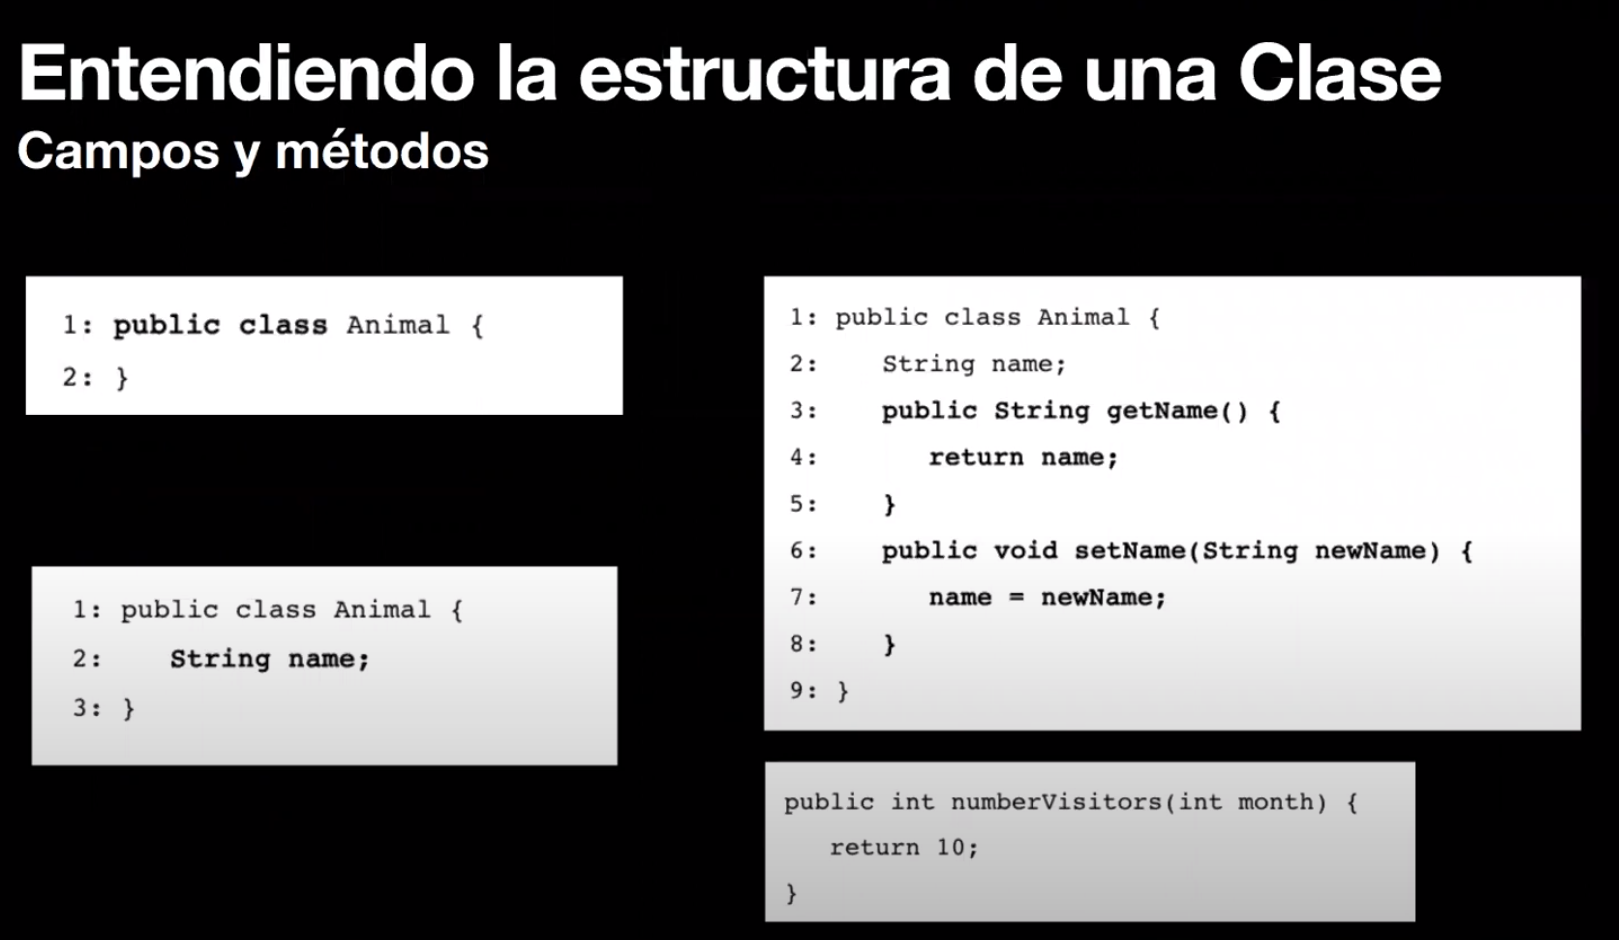 Entendiendo la estructura de una Clase
Campos y métodos
1: public class Animal {
2: }
1: public class Animal {
2:    String name;
3: }
1: public class Animal {
2:    String name;
3:    public String getName() {
4:       return name;
5:    }
6:    public void setName(String newName) {
7:       name = newName;
8:    }
9: }
public int numberVisitors(int month) {
   return 10;
}